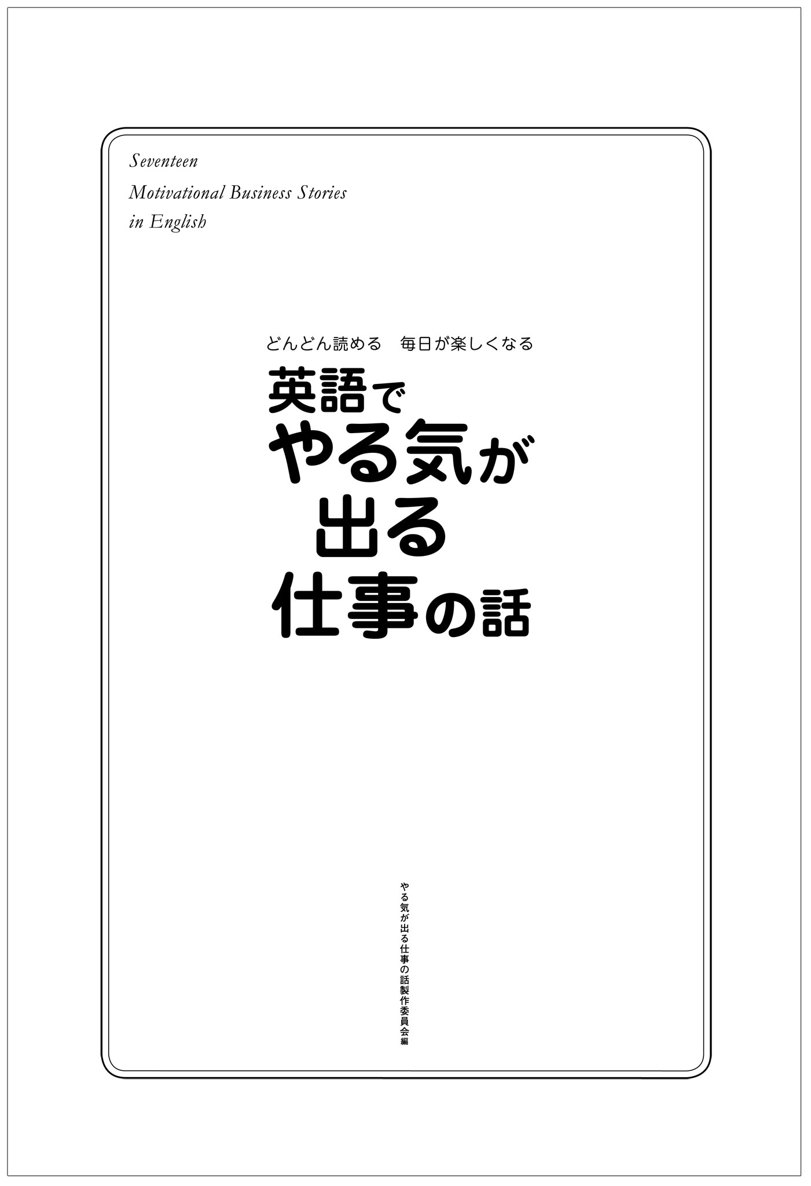 Seventeen
Motivational Business Stories
in English
どんどん読める　毎日が楽しくなる
英語で
やる気が
出る
仕事の話
やる気が出る仕事の話製作委員会編